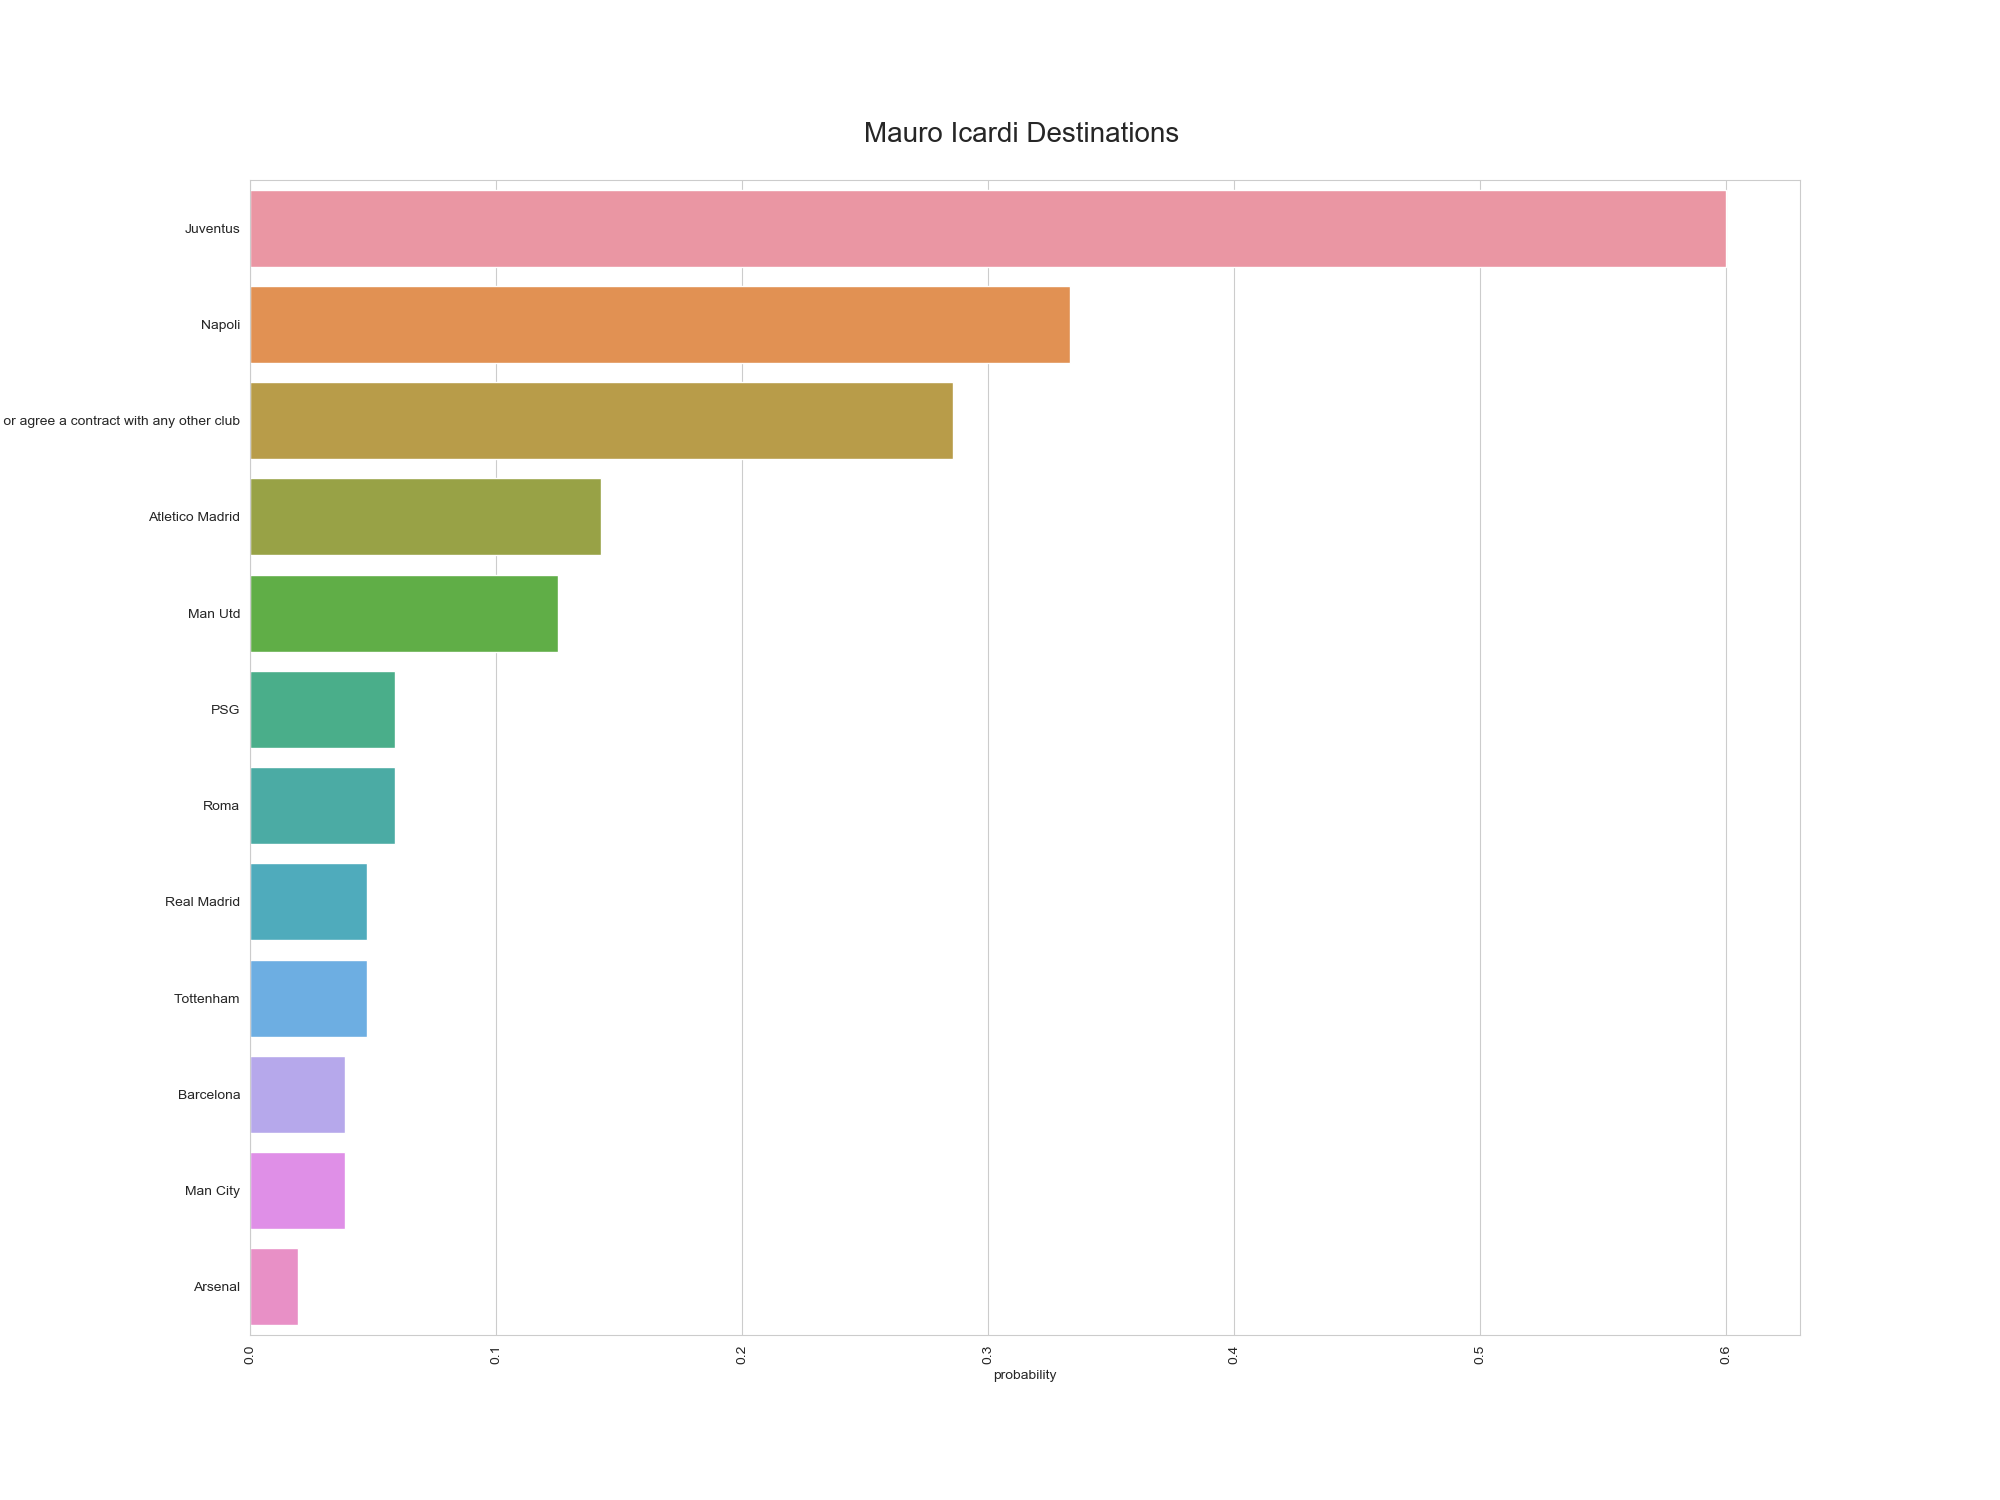 Mauro Icardi Destinations
Juventus
Napoli
or agree a contract with any other club
Atletico Madrid
Man Utd
PSG
Roma
Real Madrid
Tottenham
Barcelona
Man City
Arsenal
0.0 0.1 0.2 0.3 0.4 0.5 0.6
probability